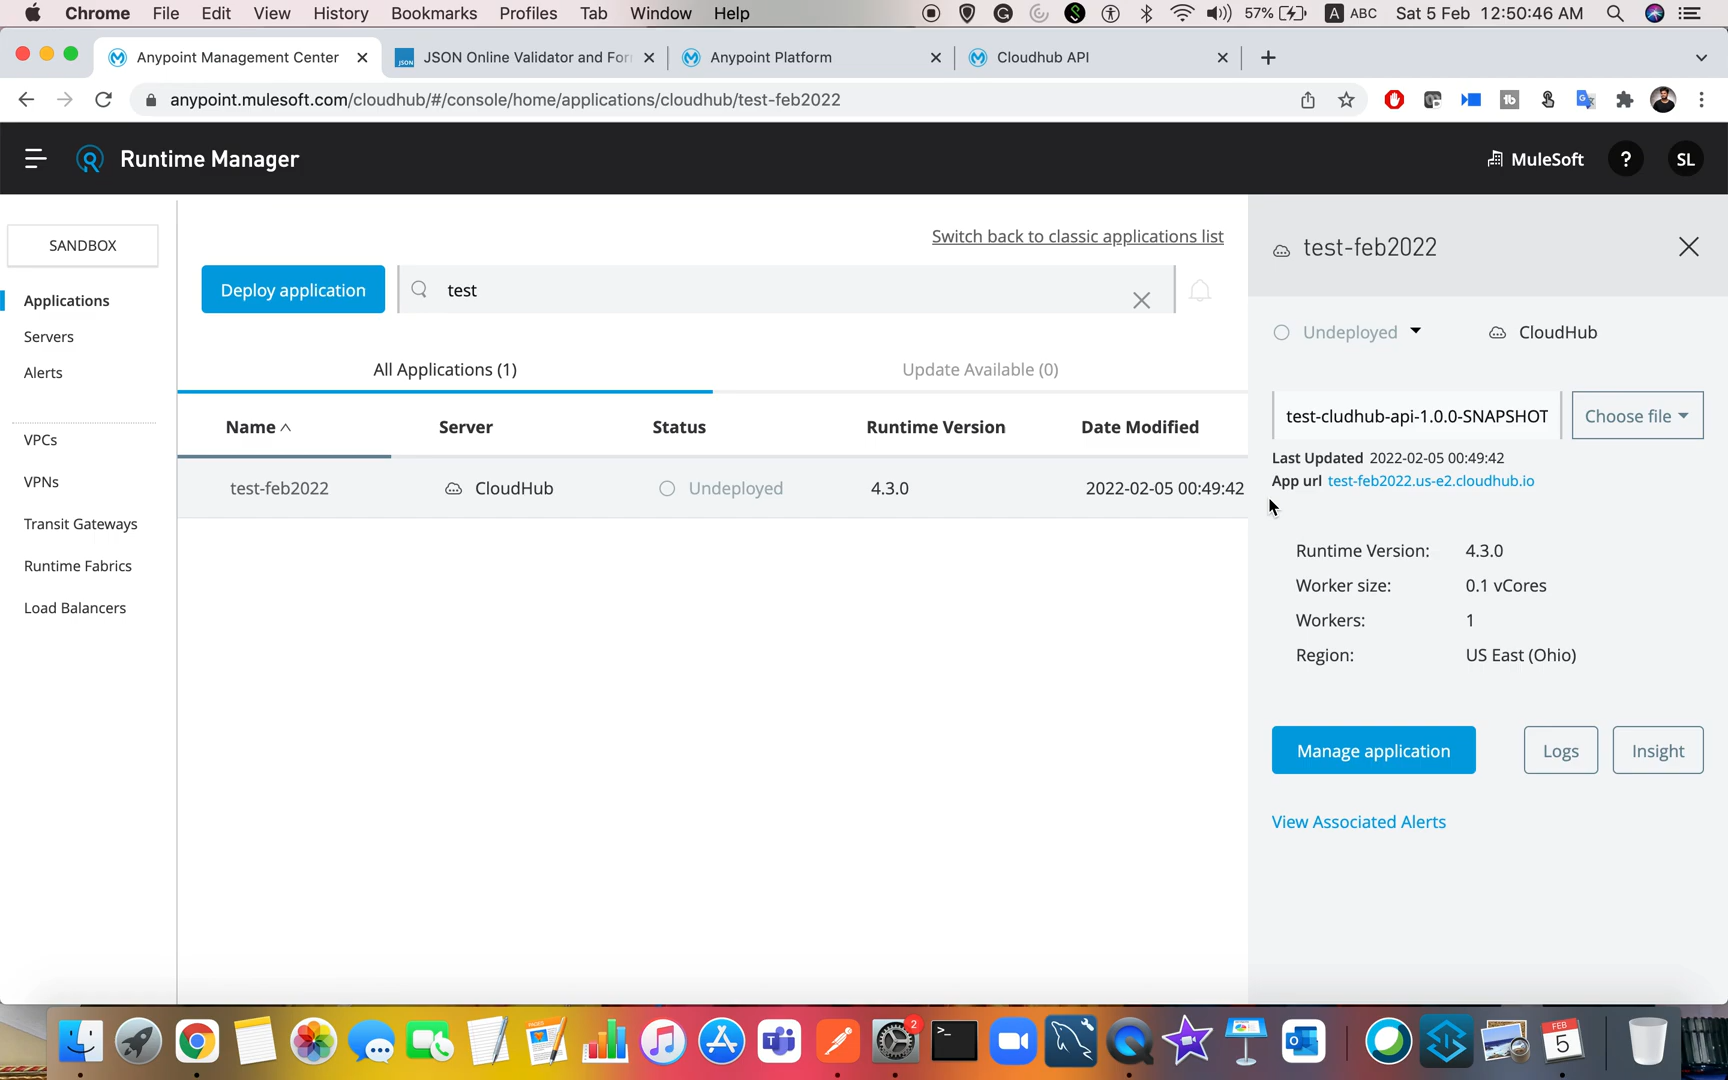 Chrome File Edit View History Bookmarks Profiles Tab Window Help 57% A ABC Sat 5 Feb 12:50:46 AM
Anypoint Management Center JSON Online Validator and For Anypoint Platform Cloudhub API
anypoint.mulesoft.com/cloudhub/#/console/home/applications/cloudhub/test-feb2022
Runtime Manager MuleSoft ? SL
SANDBOX
Applications
Servers
Alerts
VPCs
VPNs
Transit Gateways
Runtime Fabrics
Load Balancers
Switch back to classic applications list
Deploy application test
All Applications (1) Update Available (0)
Name Server Status Runtime Version Date Modified
test-feb2022 CloudHub Undeployed 4.3.0 2022-02-05 00:49:42
test-feb2022
Undeployed CloudHub
test-cludhub-api-1.0.0-SNAPSHOT Choose file
Last Updated 2022-02-05 00:49:42
App url test-feb2022.us-e2.cloudhub.io
Runtime Version: 4.3.0
Worker size: 0.1 vCores
Workers: 1
Region: US East (Ohio)
Manage application Logs Insight
View Associated Alerts
2
FEB
5